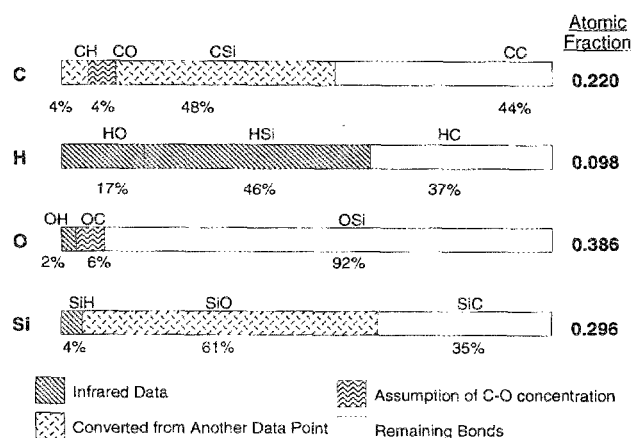 Atomic
Fraction
CH CO CSi CC
C 0.220
4% 4% 48% 44%
HO HSi HC
H 0.098
17% 46% 37%
OH OC OSi
O 0.386
2% 6% 92%
SiH SiO SiC
Si 0.296
4% 61% 35%
Infrared Data Assumption of C-O concentration
Converted from Another Data Point Remaining Bonds